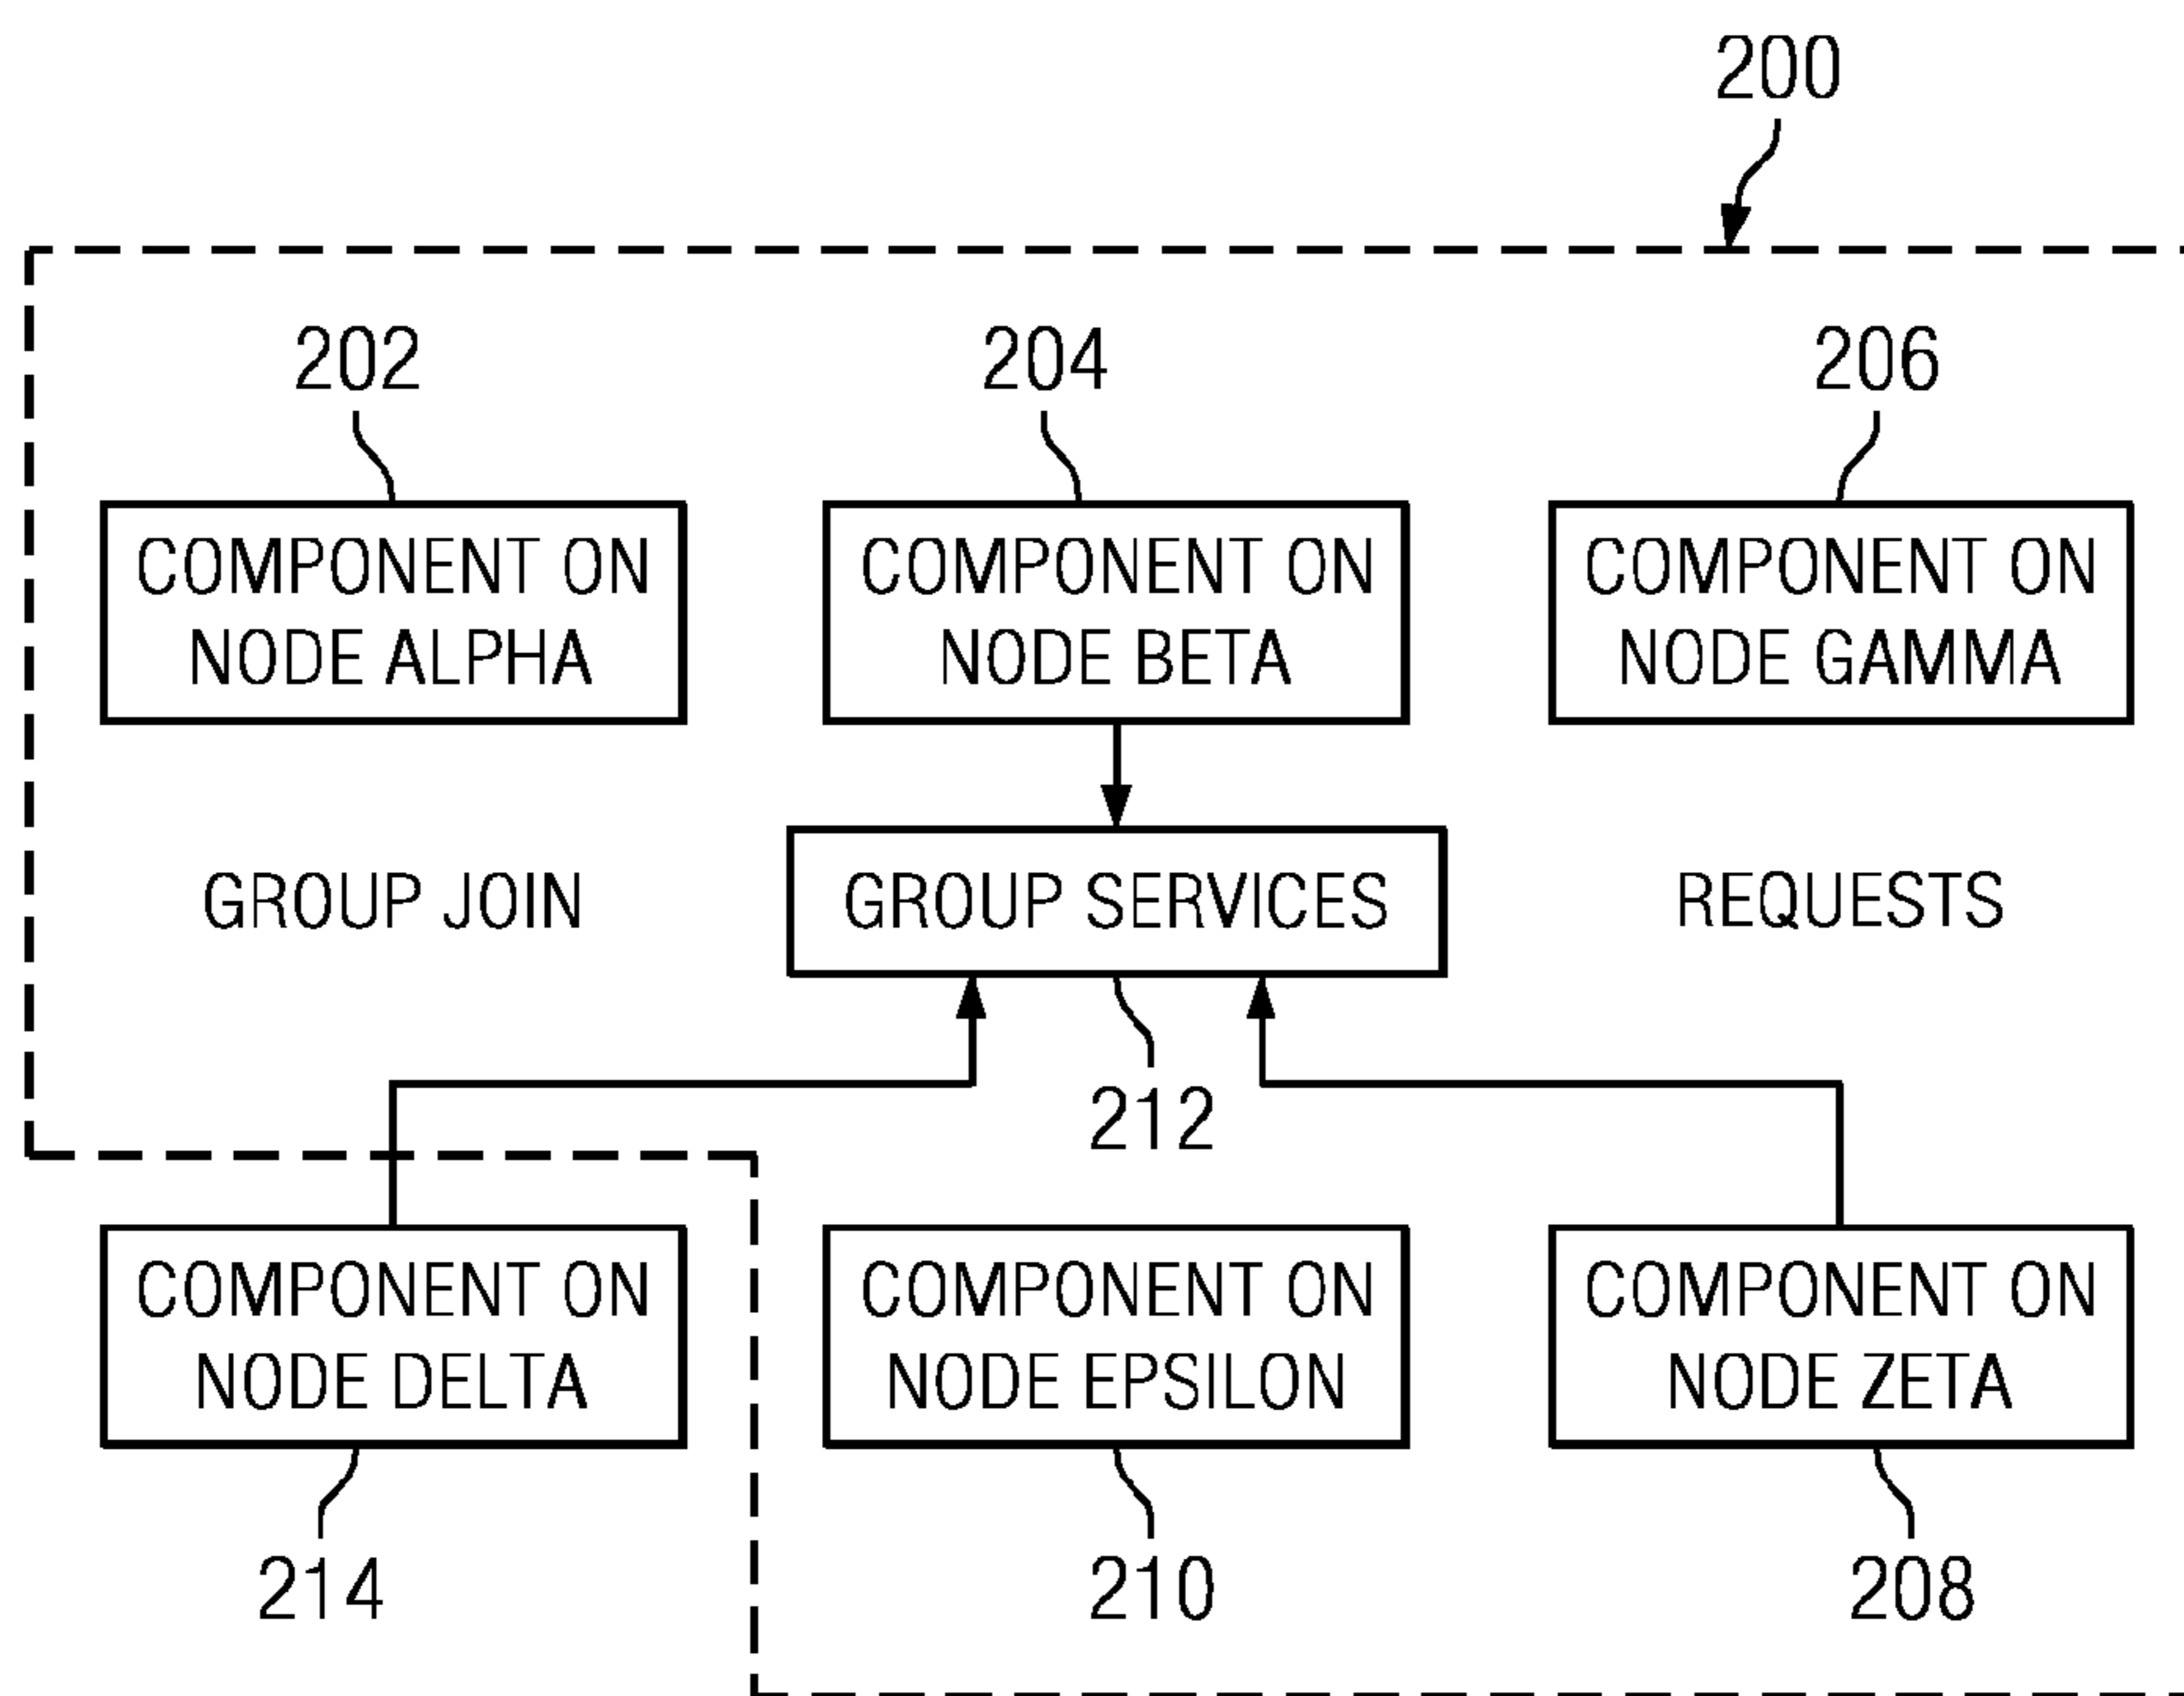 200
202
204
206
COMPONENT ON
NODE ALPHA
COMPONENT ON
NODE BETA
COMPONENT ON
NODE GAMMA
GROUP JOIN
GROUP SERVICES
REQUESTS
212
COMPONENT ON
NODE DELTA
COMPONENT ON
NODE EPSILON
COMPONENT ON
NODE ZETA
214
210
208